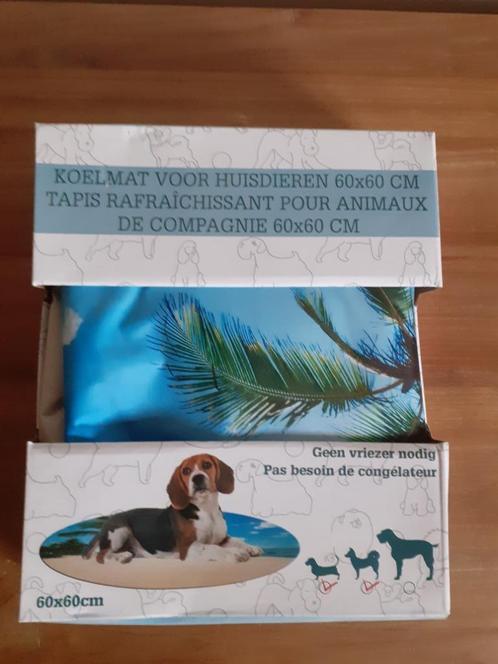 KOELMAT VOOR HUISDIEREN 60x60 CM
TAPIS RAFRAÎCHISSANT POUR ANIMAUX
DE COMPAGNIE 60x60 CM
Geen vriezer nodig
Pas besoin de congélateur
60x60cm